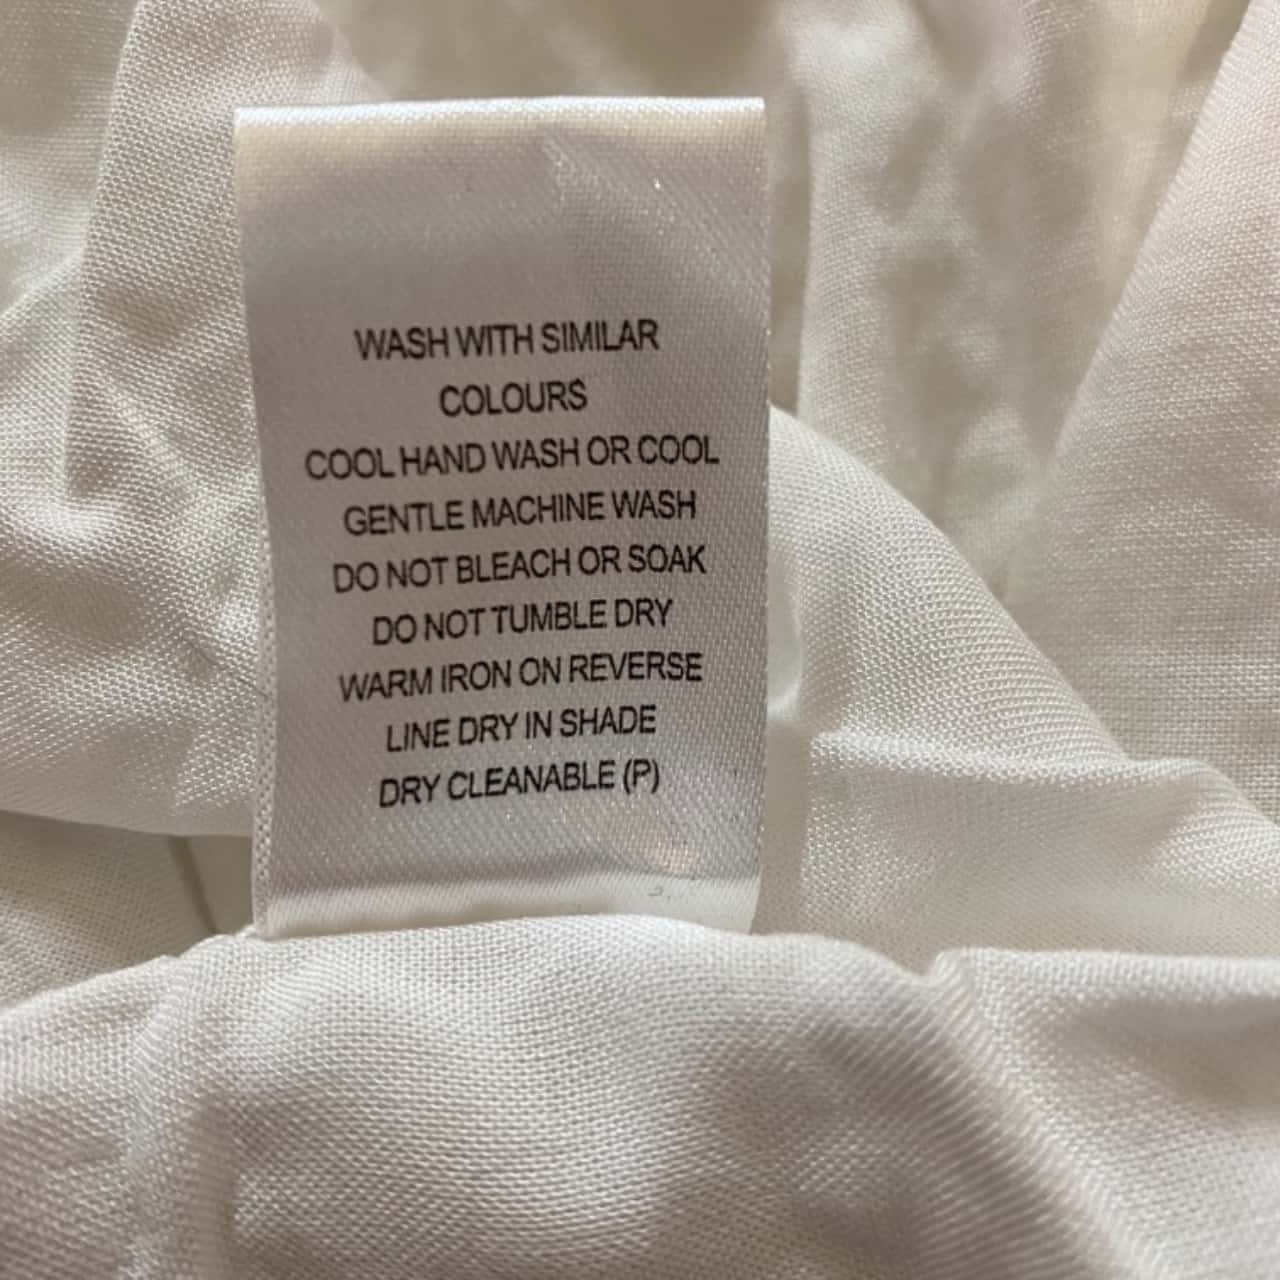 WASH WITH SIMILAR
COLOURS
COOL HAND WASH OR COOL
GENTLE MACHINE WASH
DO NOT BLEACH OR SOAK
DO NOT TUMBLE DRY
WARM IRON ON REVERSE
LINE DRY IN SHADE
DRY CLEANABLE (P)